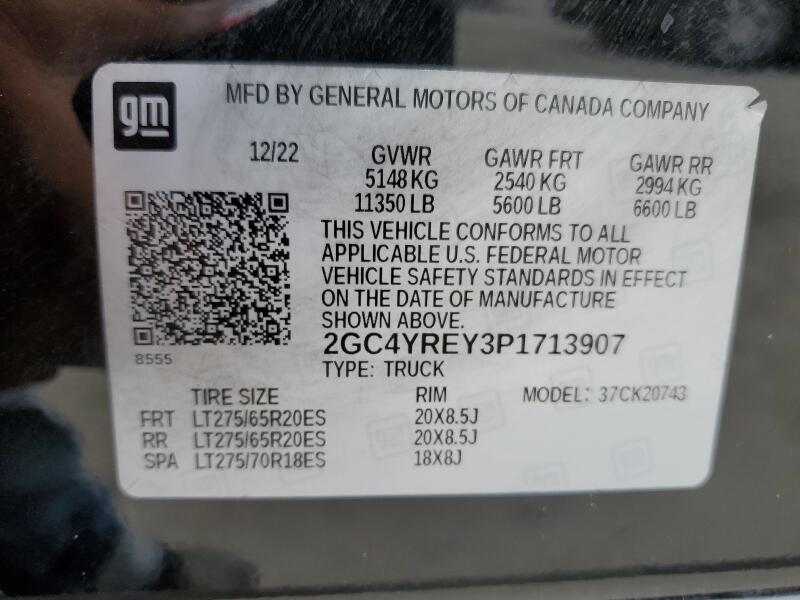 gm
MFD BY GENERAL MOTORS OF CANADA COMPANY
12/22 GVWR GAWR FRT GAWR RR
5148 KG 2540 KG 2994 KG
11350 LB 5600 LB 6600 LB
THIS VEHICLE CONFORMS TO ALL
APPLICABLE U.S. FEDERAL MOTOR
VEHICLE SAFETY STANDARDS IN EFFECT
ON THE DATE OF MANUFACTURE
SHOWN ABOVE.
8555
2GC4YREY3P1713907
TYPE: TRUCK
TIRE SIZE RIM MODEL: 37CK20743
FRT LT275/65R20ES 20X8.5J
RR LT275/65R20ES 20X8.5J
SPA LT275/70R18ES 18X8J